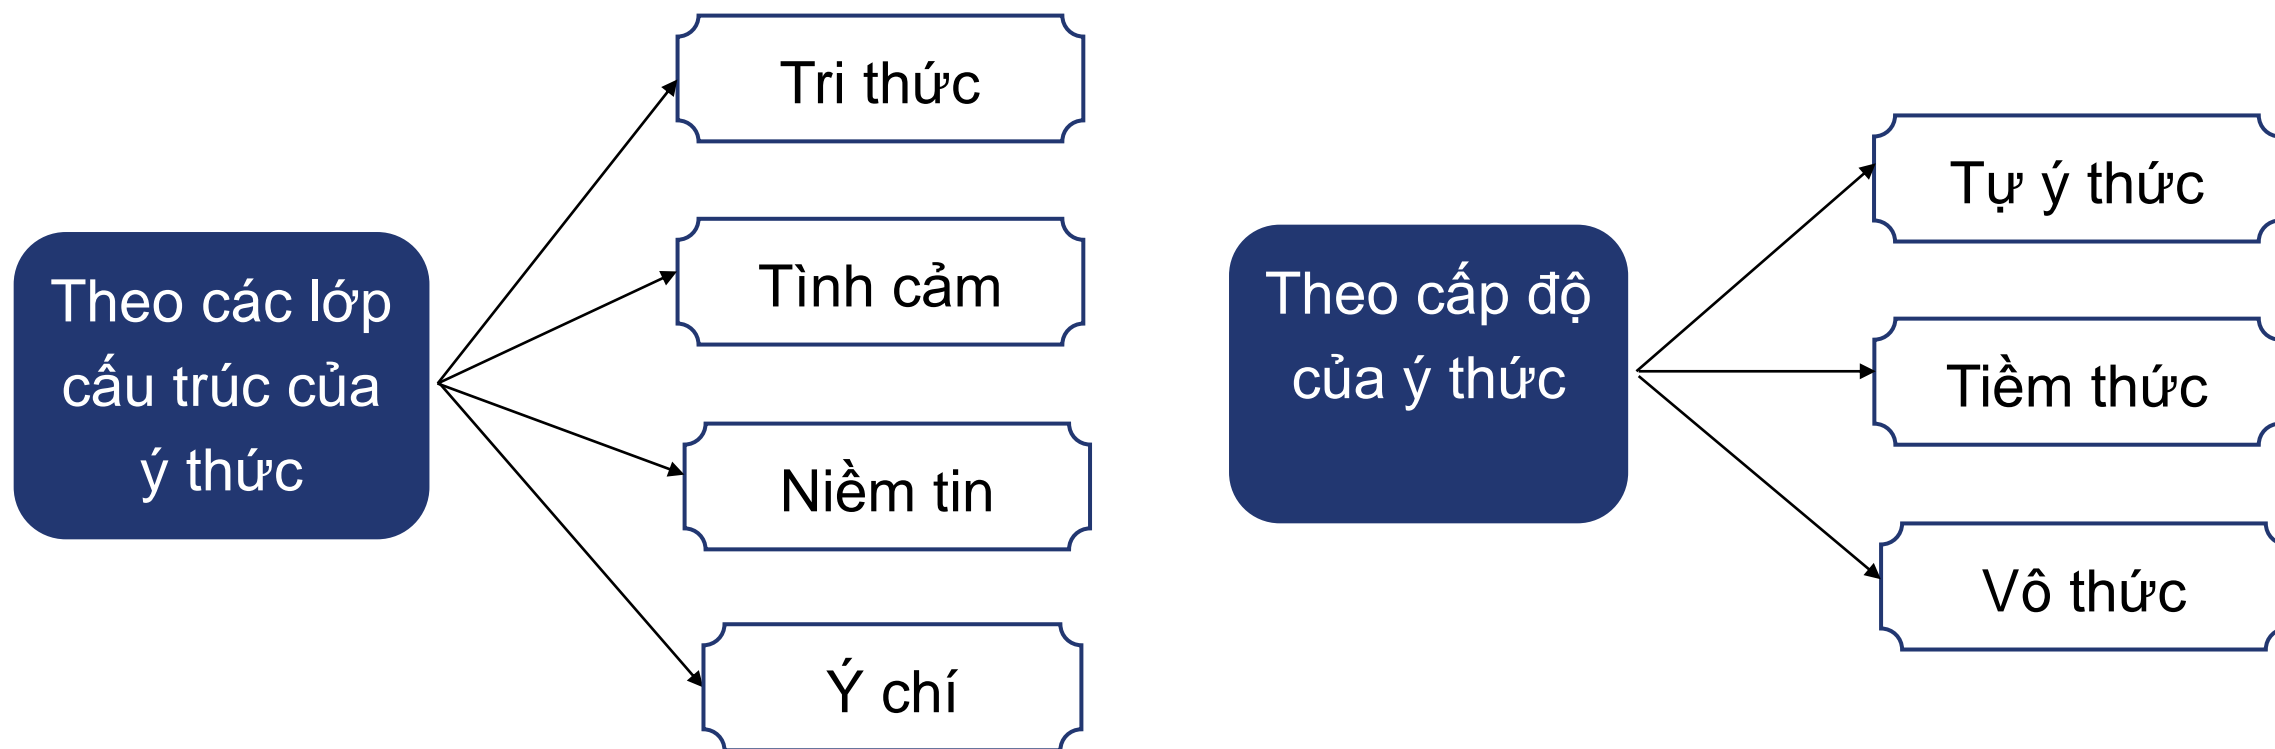 Theo các lớp
cấu trúc của
ý thức
Tri thức
Tình cảm
Niềm tin
Ý chí
Theo cấp độ
của ý thức
Tự ý thức
Tiềm thức
Vô thức